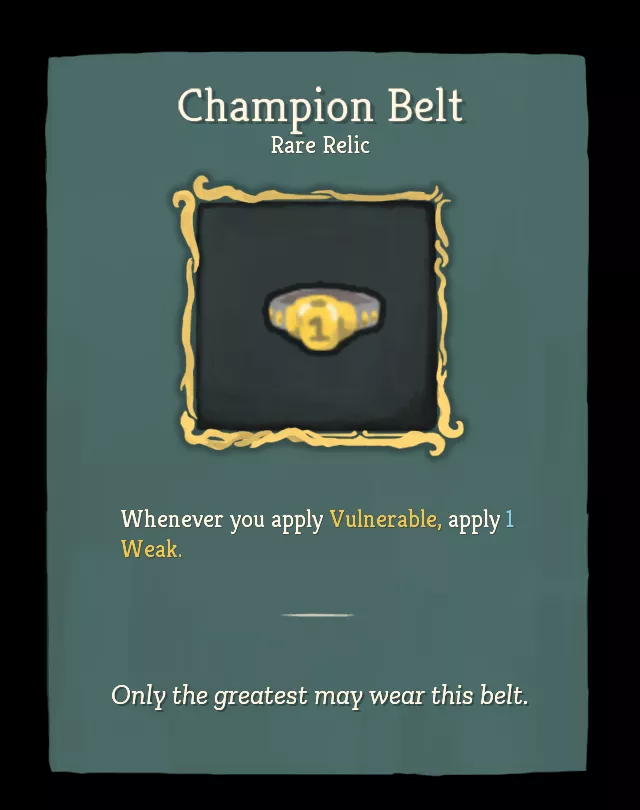 Champion Belt
Rare Relic
1
Whenever you apply Vulnerable, apply 1
Weak.
Only the greatest may wear this belt.